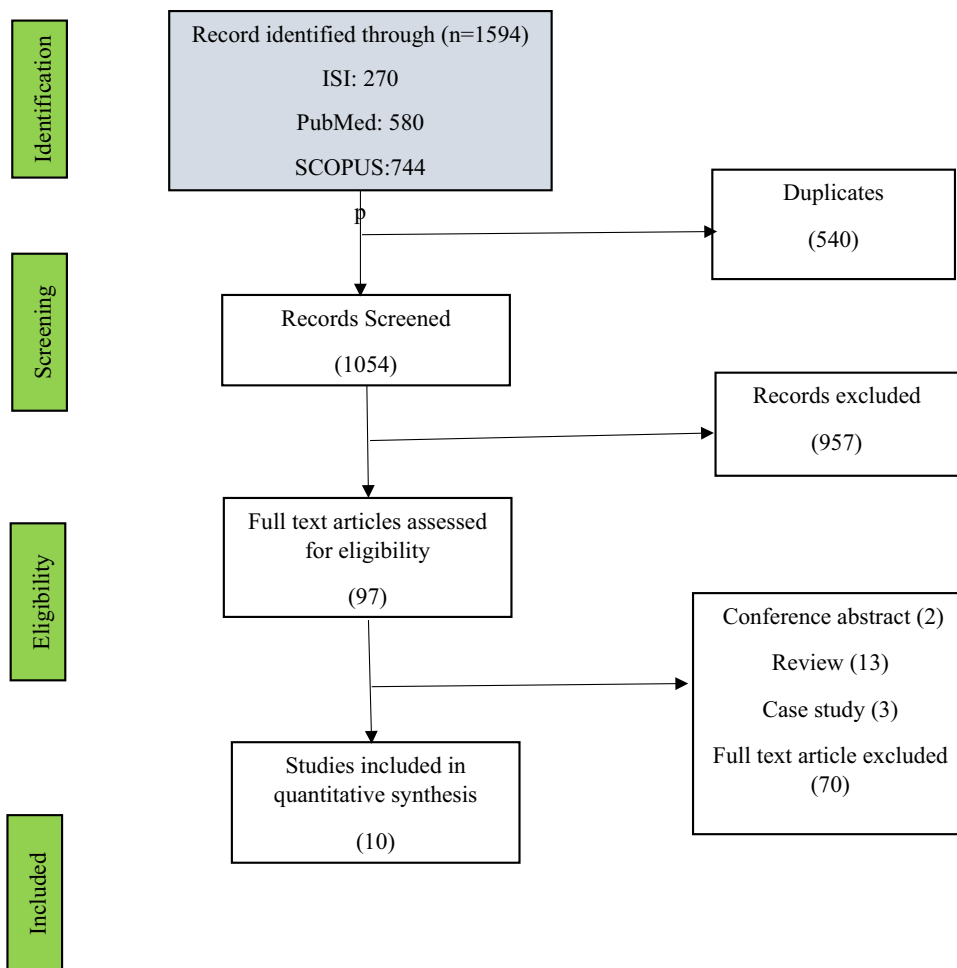 Identification
Record identified through (n=1594)
ISI: 270
PubMed: 580
SCOPUS:744
p
Duplicates
(540)
Screening
Records Screened
(1054)
Records excluded
(957)
Eligibility
Full text articles assessed
for eligibility
(97)
Conference abstract (2)
Review (13)
Case study (3)
Full text article excluded
(70)
Included
Studies included in
quantitative synthesis
(10)